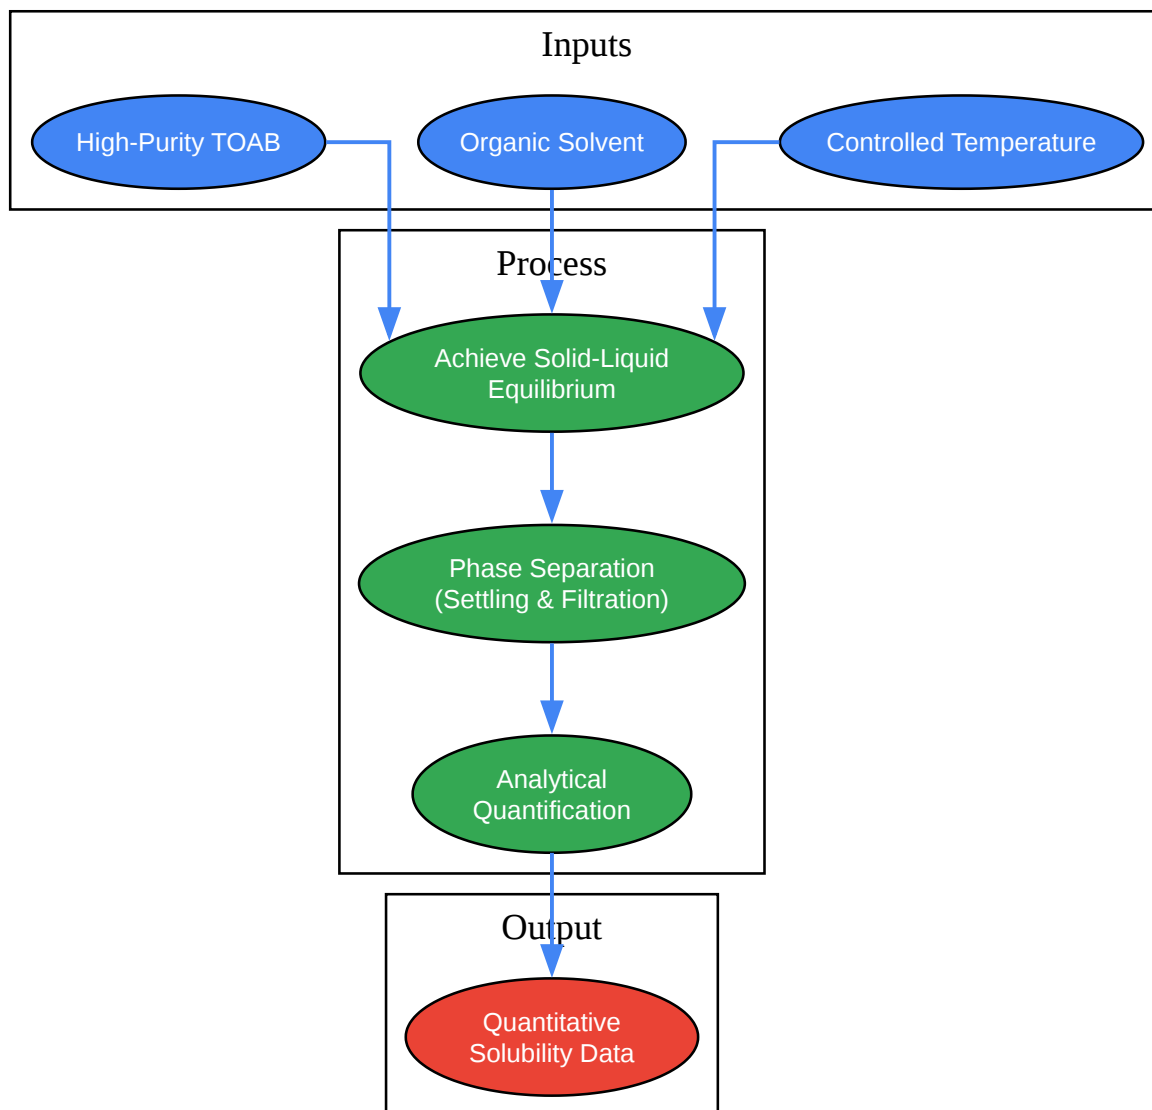 Inputs
High-Purity TOAB
Organic Solvent
Controlled Temperature
Process
Achieve Solid-Liquid
Equilibrium
Phase Separation
(Settling & Filtration)
Analytical
Quantification
Output
Quantitative
Solubility Data